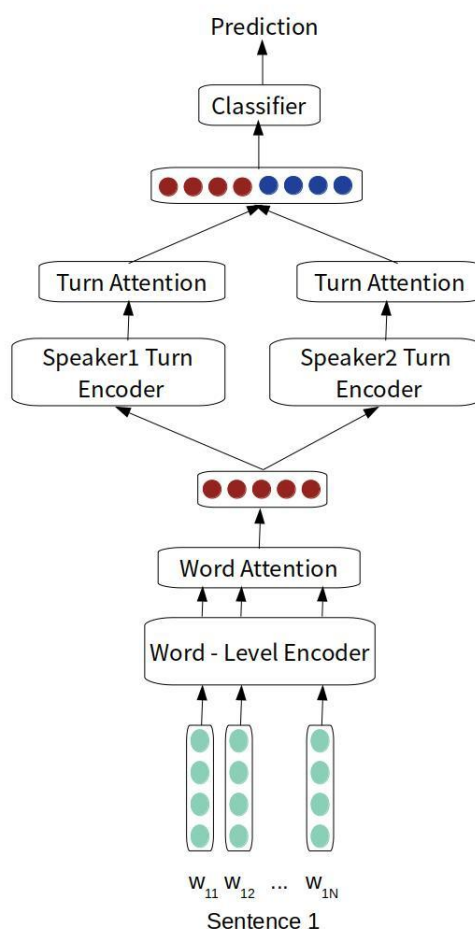 Prediction
Classifier
Turn Attention
Turn Attention
Speaker1 Turn
Encoder
Speaker2 Turn
Encoder
Word Attention
Word - Level Encoder
w11 w12 ... w1N
Sentence 1